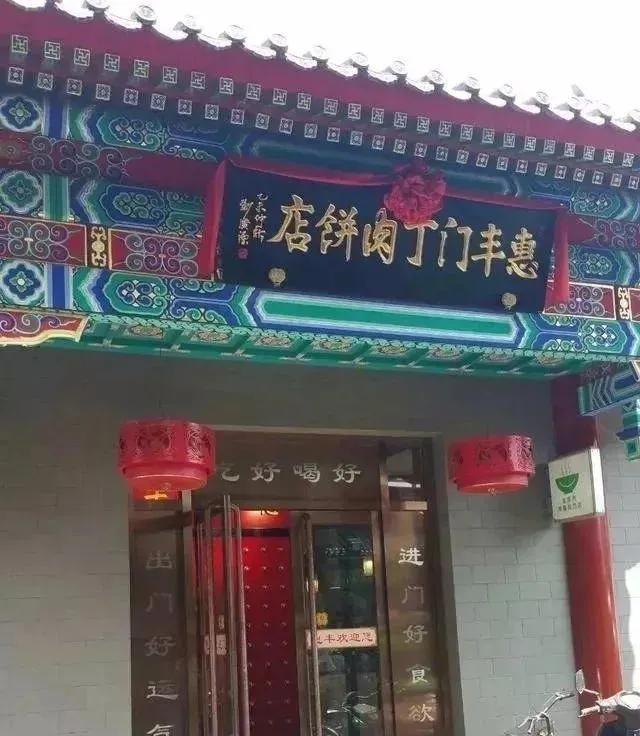 惠丰门丁肉饼店
吃好喝好
进门好食欲
出门好运气
丰欢迎您